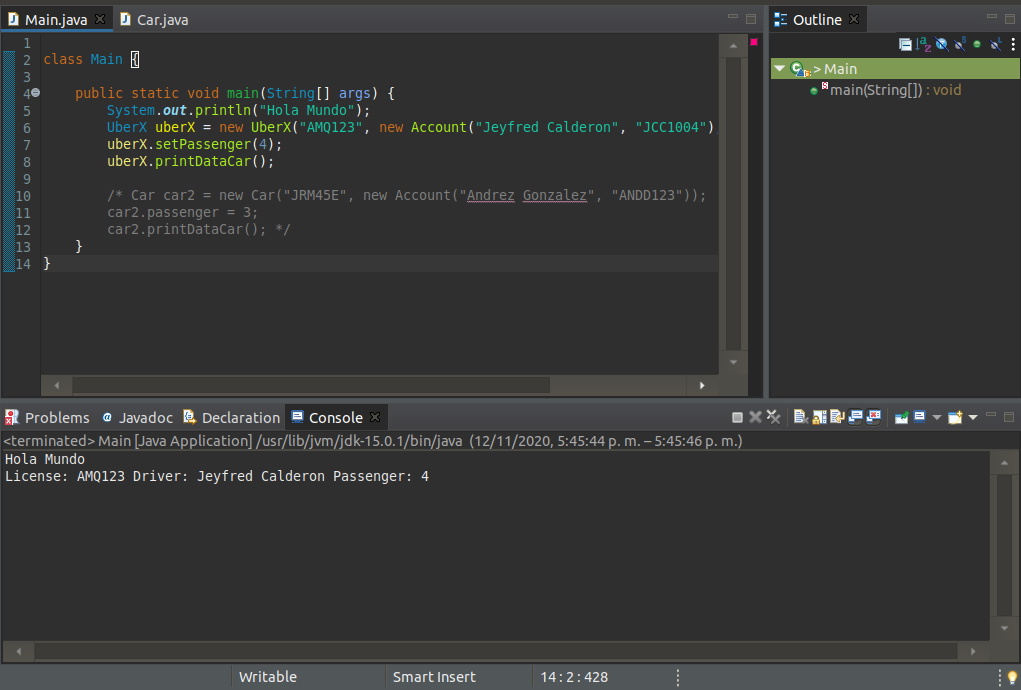 Main.java Car.java Outline
1
2 class Main {
3
4 public static void main(String[] args) {
5 System.out.println("Hola Mundo");
6 UberX uberX = new UberX("AMQ123", new Account("Jeyfred Calderon", "JCC1004")
7 uberX.setPassenger(4);
8 uberX.printDataCar();
9
10 /* Car car2 = new Car("JRM45E", new Account("Andrez Gonzalez", "ANDD123"));
11 car2.passenger = 3;
12 car2.printDataCar(); */
13 }
14 }
> Main
main(String[]) : void
Problems @ Javadoc Declaration Console
<terminated> Main [Java Application] /usr/lib/jvm/jdk-15.0.1/bin/java (12/11/2020, 5:45:44 p. m. – 5:45:46 p. m.)
Hola Mundo
License: AMQ123 Driver: Jeyfred Calderon Passenger: 4
Writable Smart Insert 14 : 2 : 428